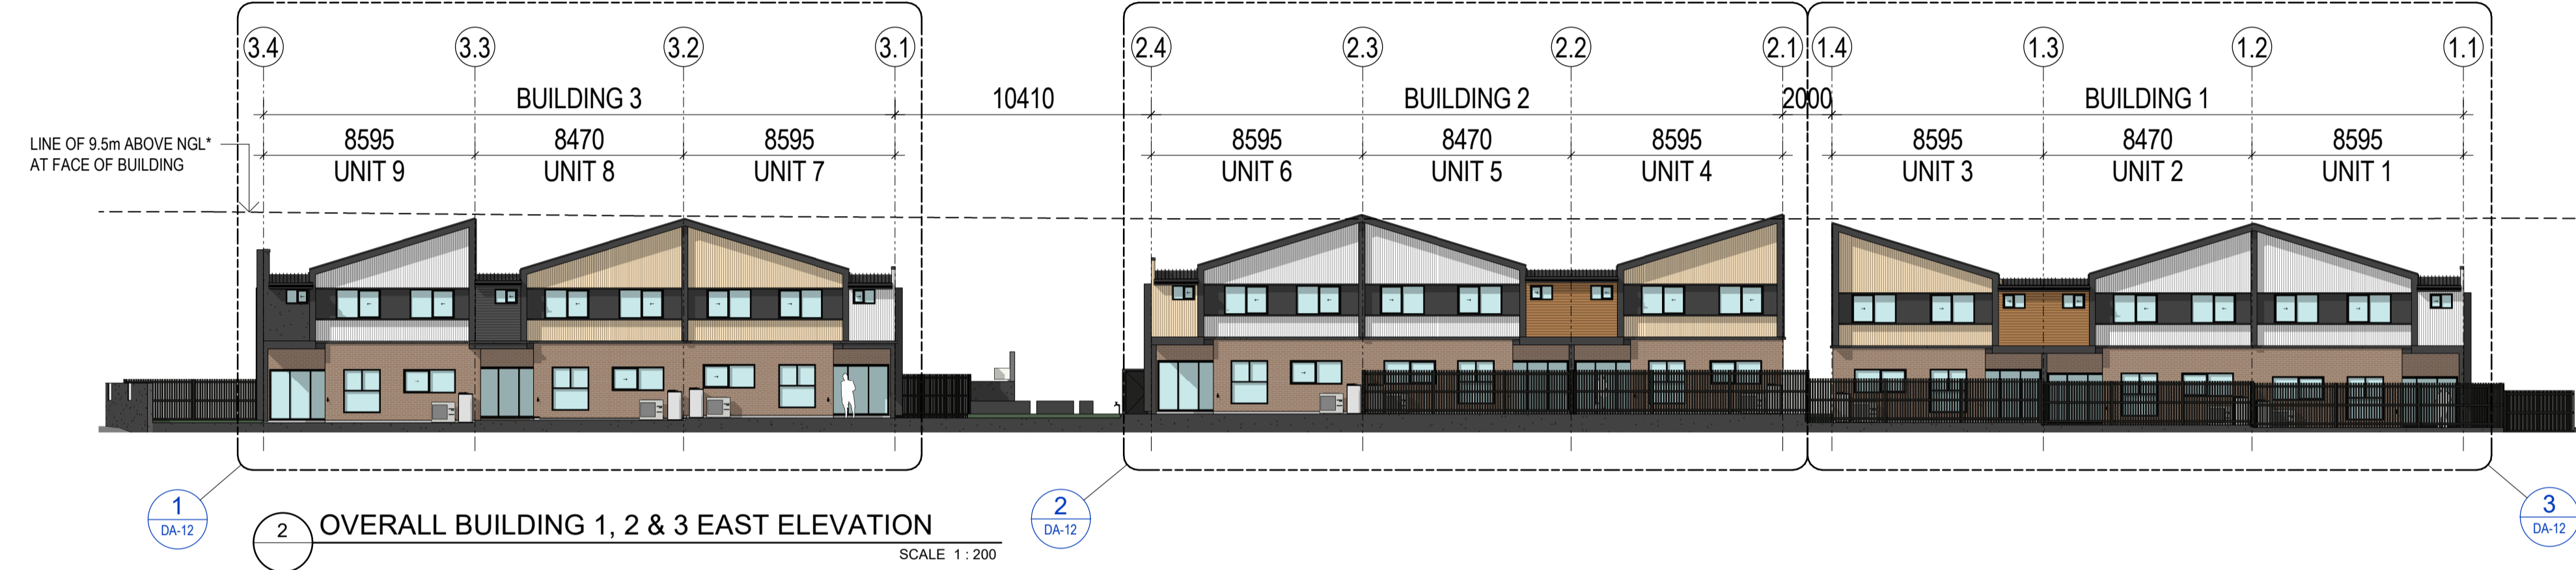 3.4 3.3 3.2 3.1 2.4 2.3 2.2 2.1 1.4 1.3 1.2 1.1
BUILDING 3 10410 BUILDING 2 2000 BUILDING 1
LINE OF 9.5m ABOVE NGL*
AT FACE OF BUILDING
8595 8470 8595 8595 8470 8595 8595 8470 8595
UNIT 9 UNIT 8 UNIT 7 UNIT 6 UNIT 5 UNIT 4 UNIT 3 UNIT 2 UNIT 1
1
DA-12
2
DA-12
3
DA-12
2 OVERALL BUILDING 1, 2 & 3 EAST ELEVATION
SCALE 1 : 200